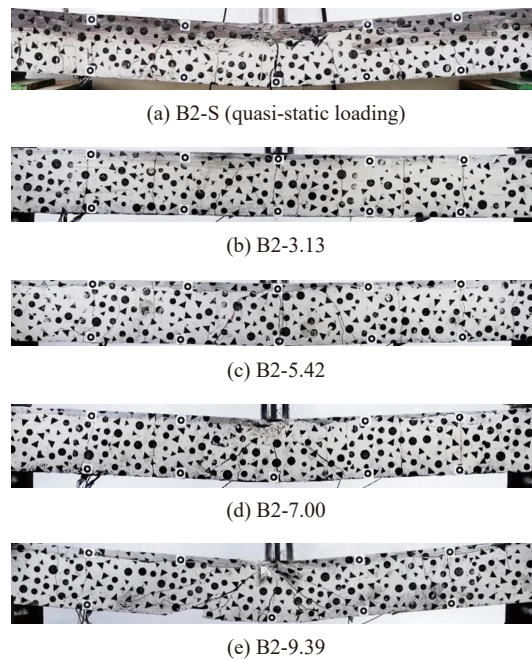 (a) B2-S (quasi-static loading)
(b) B2-3.13
(c) B2-5.42
(d) B2-7.00
(e) B2-9.39